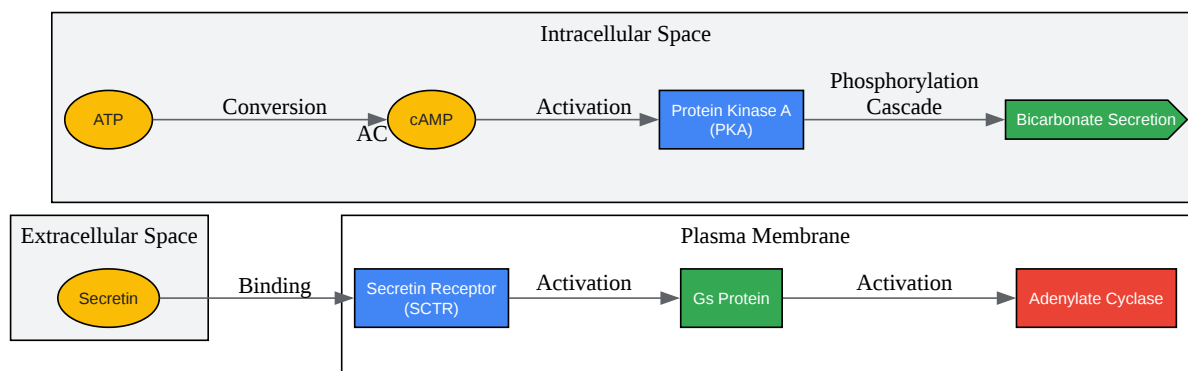 Intracellular Space
ATP
Conversion
AC
cAMP
Activation
Protein Kinase A
(PKA)
Phosphorylation
Cascade
Bicarbonate Secretion
Extracellular Space
Secretin
Binding
Plasma Membrane
Secretin Receptor
(SCTR)
Activation
Gs Protein
Activation
Adenylate Cyclase